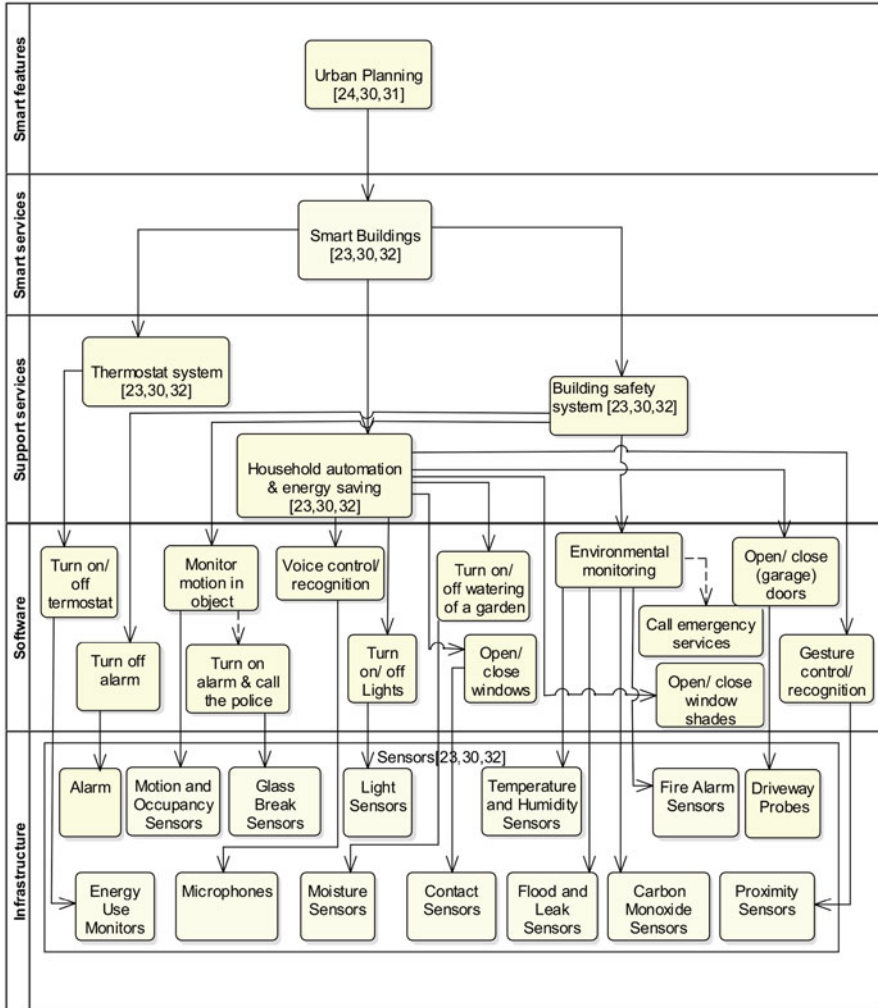 Smart features
Urban Planning
[24,30,31]
Smart services
Smart Buildings
[23,30,32]
Support services
Thermostat system
[23,30,32]
Building safety
system [23,30,32]
Household automation
& energy saving
[23,30,32]
Software
Turn on/
off
termostat
Monitor
motion in
object
Voice control/
recognition
Turn on/
off watering
of a garden
Environmental
monitoring
Open/ close
(garage)
doors
Call emergency
services
Turn off
alarm
Turn on
alarm & call
the police
Turn
on/ off
Lights
Open/
close
windows
Open/ close
window
shades
Gesture
control/
recognition
Infrastructure
Sensors[23,30,32]
Alarm
Motion and
Occupancy
Sensors
Glass
Break
Sensors
Light
Sensors
Temperature
and Humidity
Sensors
Fire Alarm
Sensors
Driveway
Probes
Energy
Use
Monitors
Microphones
Moisture
Sensors
Contact
Sensors
Flood and
Leak
Sensors
Carbon
Monoxide
Sensors
Proximity
Sensors